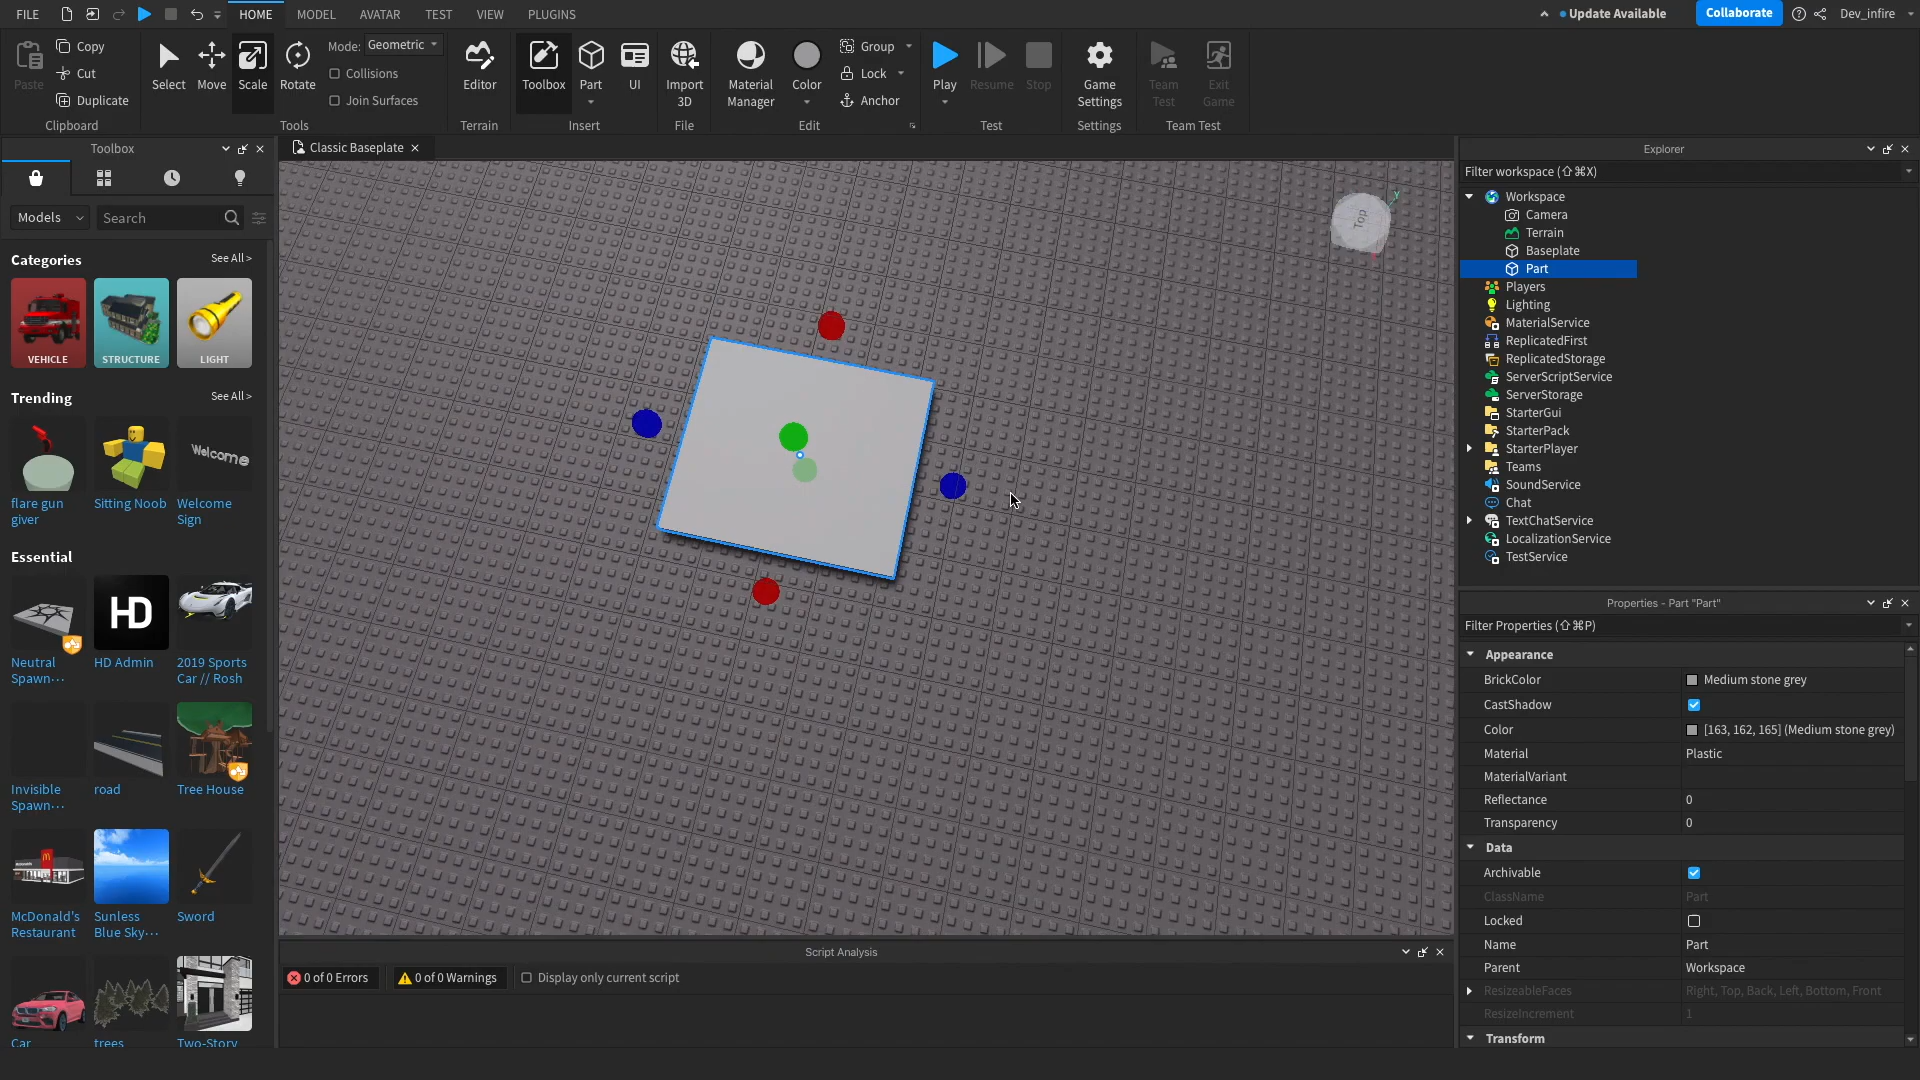 FILE
HOME
MODEL
AVATAR
TEST
VIEW
PLUGINS
Update Available
Collaborate
Dev_infire
Paste
Copy
Cut
Duplicate
Clipboard
Select
Move
Scale
Rotate
Mode: Geometric
Collisions
Join Surfaces
Tools
Editor
Terrain
Toolbox
Part
UI
Insert
Import
3D
File
Material
Manager
Color
Group
Lock
Anchor
Edit
Play
Resume
Stop
Test
Game
Settings
Settings
Team
Test
Exit
Game
Team Test
Toolbox
Models
Search
Categories
See All >
VEHICLE
STRUCTURE
LIGHT
Trending
See All >
Welcome
flare gun
giver
Sitting Noob
Welcome
Sign
Essential
HD
Neutral
Spawn···
HD Admin
2019 Sports
Car // Rosh
Invisible
Spawn···
road
Tree House
McDonald's
Restaurant
Sunless
Blue Sky···
Sword
Car
trees
Two-Story
Classic Baseplate
Top
Y
Script Analysis
0 of 0 Errors
0 of 0 Warnings
Display only current script
Explorer
Filter workspace (⇧⌘X)
Workspace
Camera
Terrain
Baseplate
Part
Players
Lighting
MaterialService
ReplicatedFirst
ReplicatedStorage
ServerScriptService
ServerStorage
StarterGui
StarterPack
StarterPlayer
Teams
SoundService
Chat
TextChatService
LocalizationService
TestService
Properties - Part "Part"
Filter Properties (⇧⌘P)
Appearance
BrickColor Medium stone grey
CastShadow
Color [163, 162, 165] (Medium stone grey)
Material Plastic
MaterialVariant
Reflectance 0
Transparency 0
Data
Archivable
ClassName Part
Locked
Name Part
Parent Workspace
ResizeableFaces Right, Top, Back, Left, Bottom, Front
ResizeIncrement 1
Transform